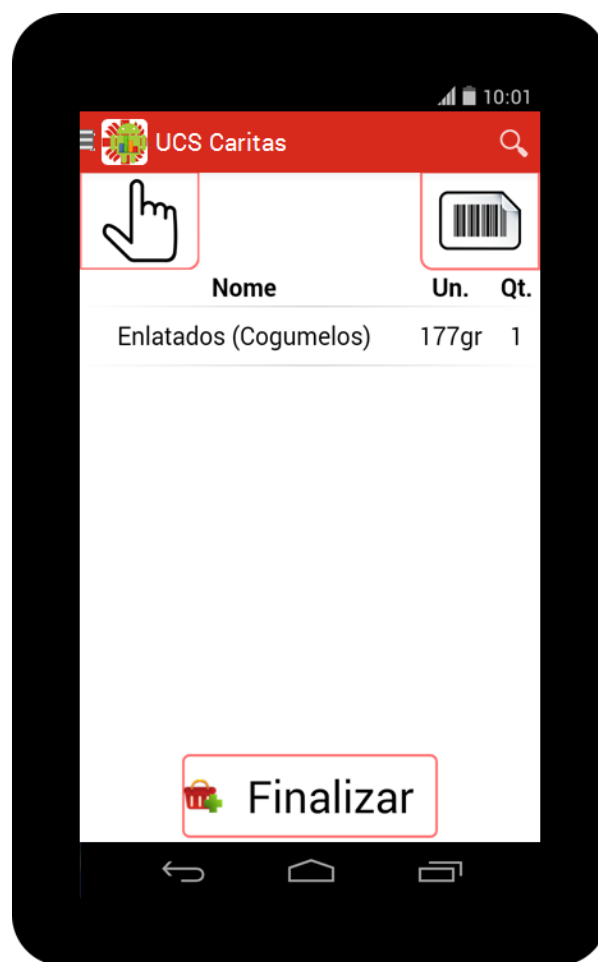 10:01
UCS Caritas
Nome Un. Qt.
Enlatados (Cogumelos) 177gr 1
Finalizar